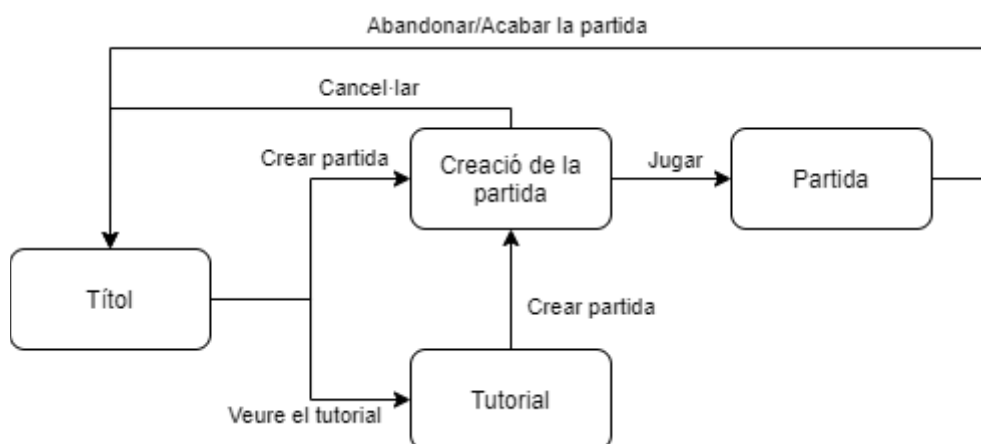 Abandonar/Acabar la partida
Cancel·lar
Crear partida
Creació de la
partida
Jugar
Partida
Títol
Crear partida
Veure el tutorial
Tutorial